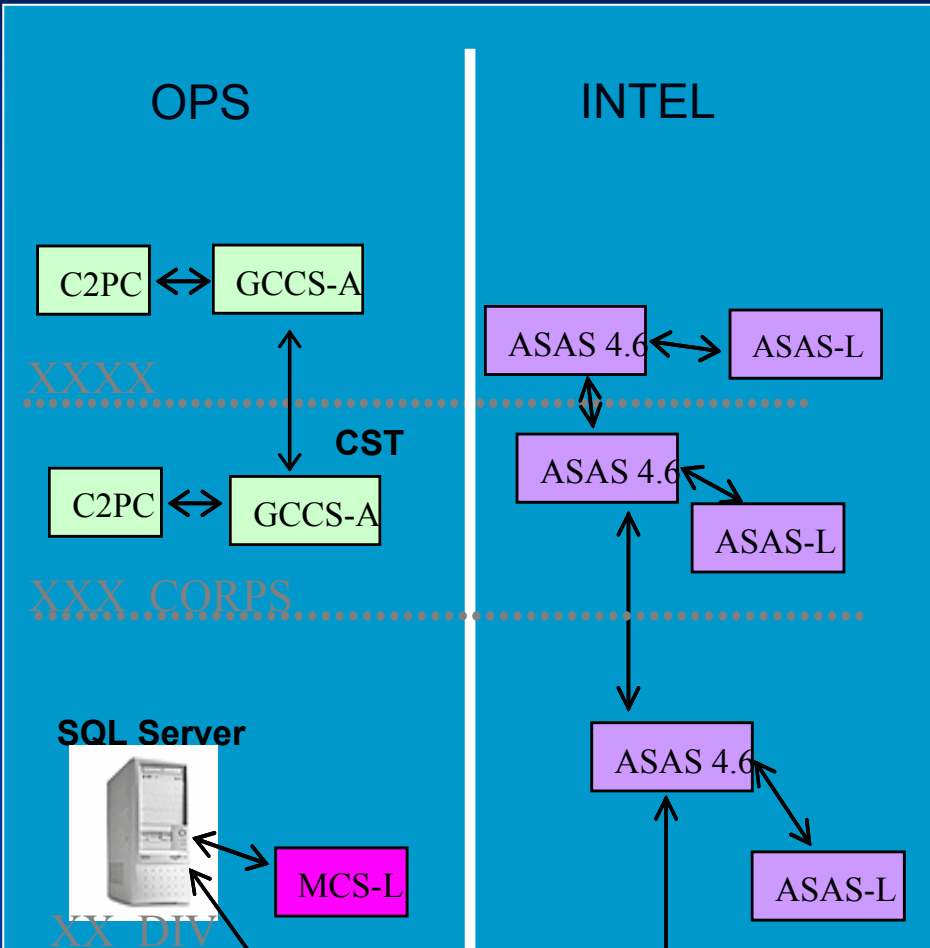 OPS
INTEL
C2PC
GCCS-A
ASAS 4.6
ASAS-L
XXXX
CST
ASAS 4.6
C2PC
GCCS-A
ASAS-L
XXX CORPS
SQL Server
ASAS 4.6
MCS-L
ASAS-L
XX DIV